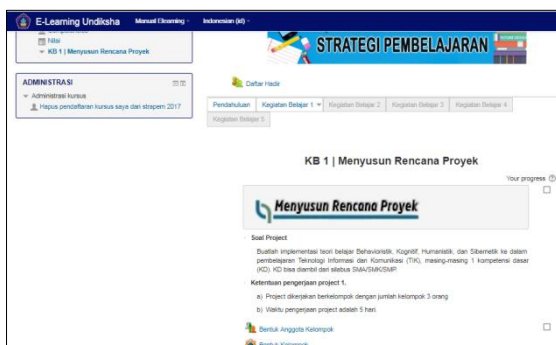 E-Learning Undiksha
Manual Elearning
Indonesian (id)
Kompetensi
Nilai
KB 1 | Menyusun Rencana Proyek
STRATEGI PEMBELAJARAN
ADMINISTRASI
Administrasi kursus
Hapus pendaftaran kursus saya dari strapem 2017
Daftar Hadir
Pendahuluan
Kegiatan Belajar 1
Kegiatan Belajar 2
Kegiatan Belajar 3
Kegiatan Belajar 4
Kegiatan Belajar 5
KB 1 | Menyusun Rencana Proyek
Your progress
Menyusun Rencana Proyek
Soal Project
Buatlah implementasi teori belajar Behavioristik, Kognitif, Humanistik, dan Sibernetik ke dalam
pembelajaran Teknologi Informasi dan Komunikasi (TIK), masing-masing 1 kompetensi dasar
(KD). KD bisa diambil dari silabus SMA/SMK/SMP.
Ketentuan pengerjaan project 1.
a) Project dikerjakan berkelompok dengan jumlah kelompok 3 orang
b) Waktu pengerjaan project adalah 5 hari.
Bentuk Anggota Kelompok
Bentuk Kelompok